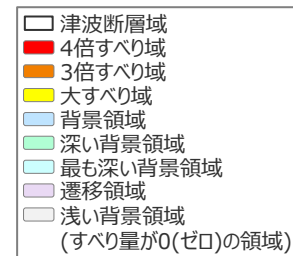 津波断層域
4倍すべり域
3倍すべり域
大すべり域
背景領域
深い背景領域
最も深い背景領域
遷移領域
浅い背景領域
(すべり量が0(ゼロ)の領域)